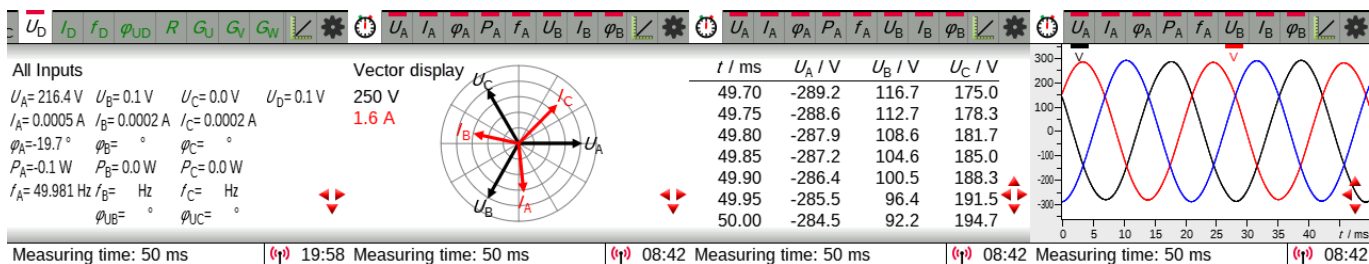 C U_D I_D f_D φ_UD R G_U G_V G_W
All Inputs
U_A= 216.4 V U_B= 0.1 V U_C= 0.0 V U_D= 0.1 V
I_A= 0.0005 A I_B= 0.0002 A I_C= 0.0002 A
φ_A=-19.7 ° φ_B= ° φ_C= °
P_A=-0.1 W P_B= 0.0 W P_C= 0.0 W
f_A= 49.981 Hz f_B= Hz f_C= Hz
φ_UB= ° φ_UC= °
Measuring time: 50 ms 19:58
U_A I_A φ_A P_A f_A U_B I_B φ_B
Vector display
250 V
1.6 A
U_C
I_C
I_B
U_A
U_B
I_A
Measuring time: 50 ms 08:42
U_A I_A φ_A P_A f_A U_B I_B φ_B
t / ms U_A / V U_B / V U_C / V
49.70 -289.2 116.7 175.0
49.75 -288.6 112.7 178.3
49.80 -287.9 108.6 181.7
49.85 -287.2 104.6 185.0
49.90 -286.4 100.5 188.3
49.95 -285.5 96.4 191.5
50.00 -284.5 92.2 194.7
Measuring time: 50 ms 08:42
U_A I_A φ_A P_A f_A U_B I_B φ_B
V V
300
200
100
0
-100
-200
-300
0 5 10 15 20 25 30 35 40 t / ms
Measuring time: 50 ms 08:42